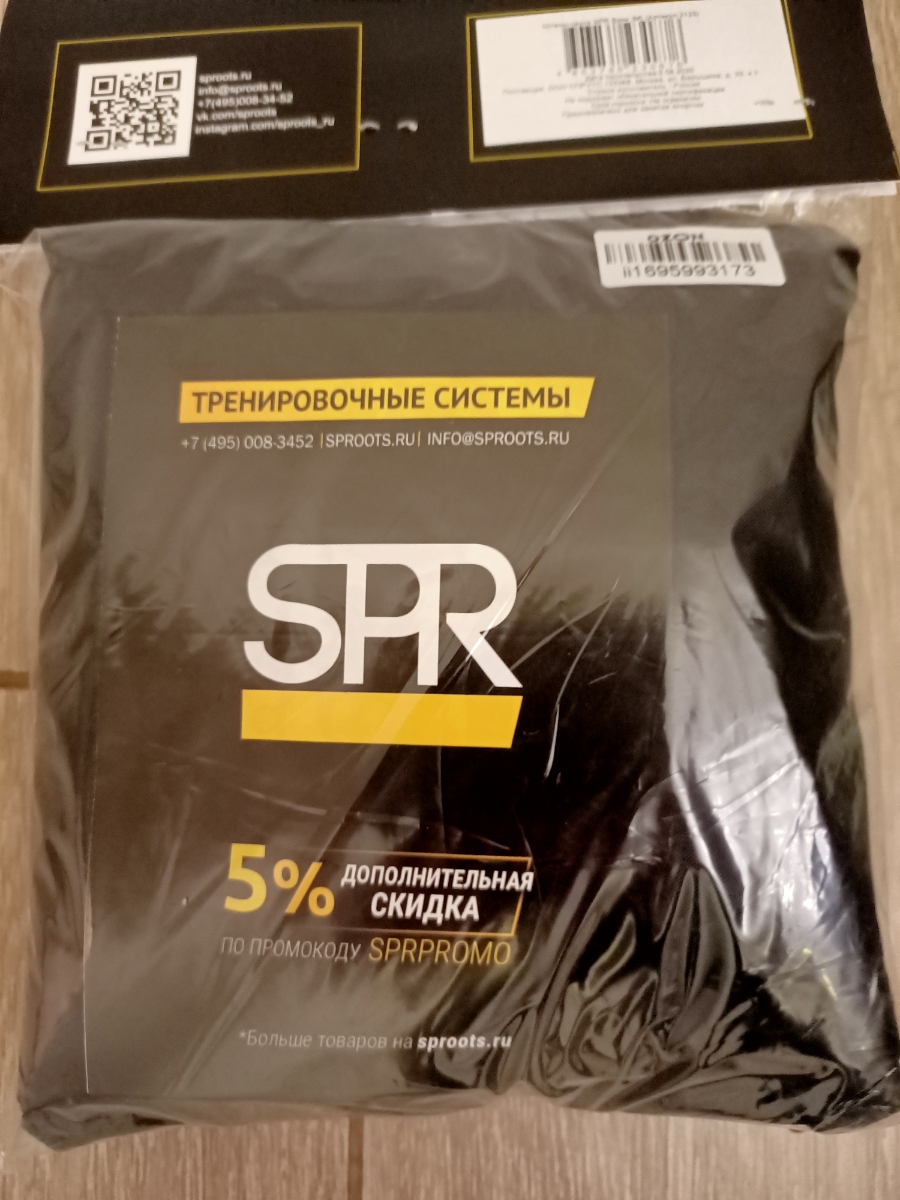 sproots.ru
info@sproots.ru
+7(495)008-34-52
vk.com/sproots
instagram.com/sproots_ru
OZON
ii1695993173
ТРЕНИРОВОЧНЫЕ СИСТЕМЫ
+7 (495) 008-3452 | SPROOTS.RU | INFO@SPROOTS.RU
SPR
5% ДОПОЛНИТЕЛЬНАЯ
СКИДКА
ПО ПРОМОКОДУ SPRPROMO
*Больше товаров на sproots.ru